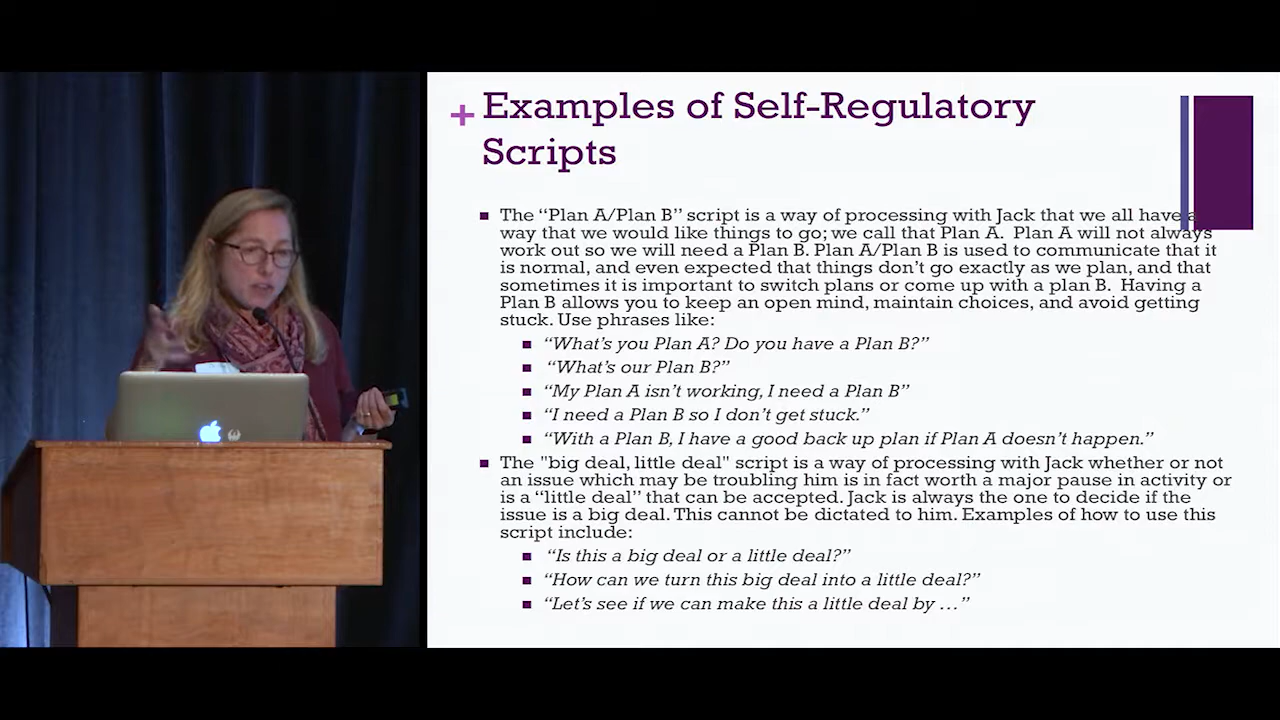 + Examples of Self-Regulatory
Scripts
The “Plan A/Plan B” script is a way of processing with Jack that we all have a
way that we would like things to go; we call that Plan A.  Plan A will not always
work out so we will need a Plan B. Plan A/Plan B is used to communicate that it
is normal, and even expected that things don’t go exactly as we plan, and that
sometimes it is important to switch plans or come up with a plan B.  Having a
Plan B allows you to keep an open mind, maintain choices, and avoid getting
stuck. Use phrases like:
“What’s you Plan A? Do you have a Plan B?”
“What’s our Plan B?”
“My Plan A isn’t working, I need a Plan B”
“I need a Plan B so I don’t get stuck.”
“With a Plan B, I have a good back up plan if Plan A doesn’t happen.”
The "big deal, little deal" script is a way of processing with Jack whether or not
an issue which may be troubling him is in fact worth a major pause in activity or
is a “little deal” that can be accepted. Jack is always the one to decide if the
issue is a big deal. This cannot be dictated to him. Examples of how to use this
script include:
“Is this a big deal or a little deal?”
“How can we turn this big deal into a little deal?”
“Let’s see if we can make this a little deal by …”